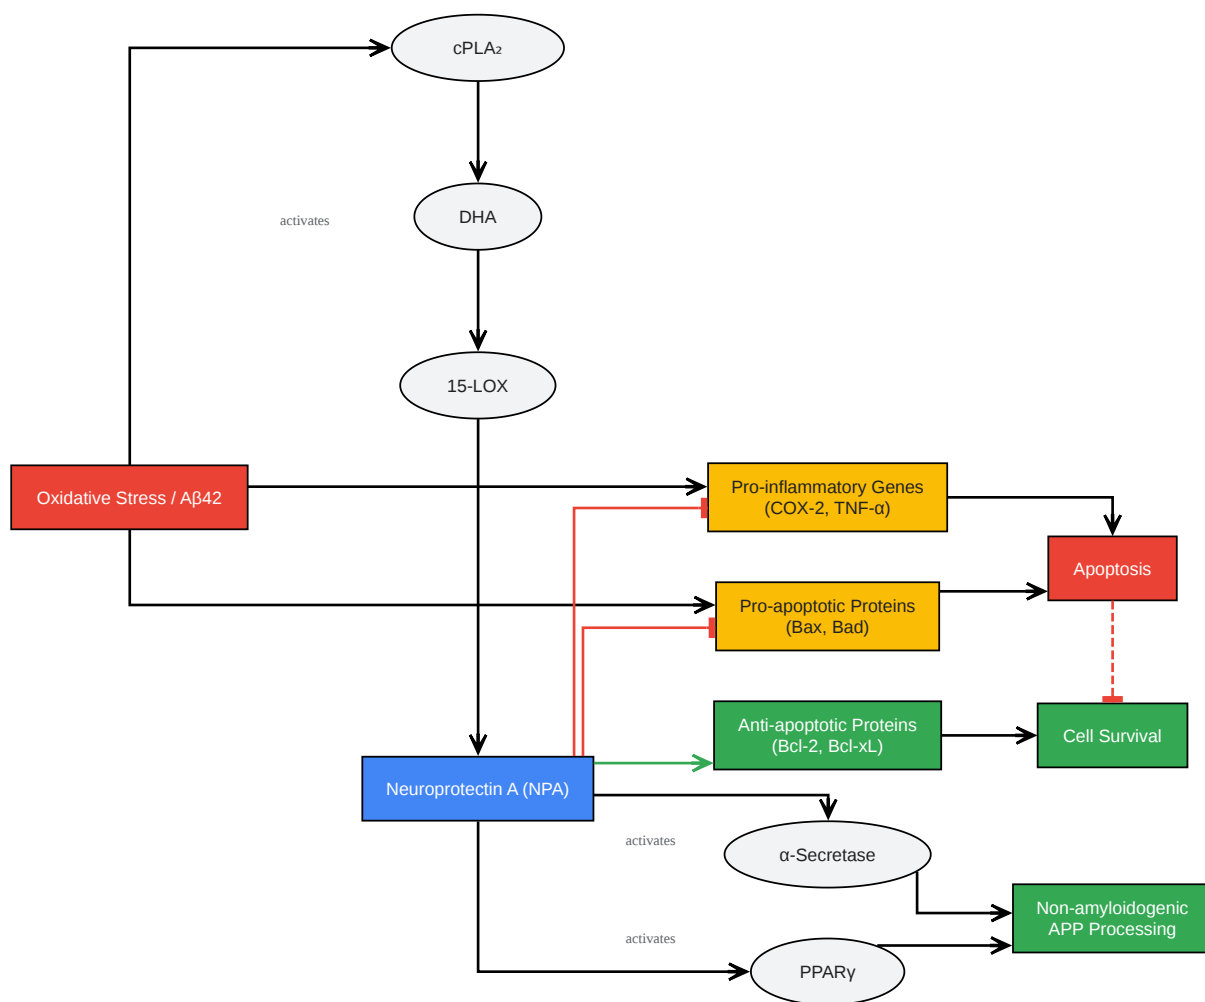 cPLA₂
DHA
activates
15-LOX
Oxidative Stress / Aβ42
Pro-inflammatory Genes
(COX-2, TNF-α)
Apoptosis
Pro-apoptotic Proteins
(Bax, Bad)
Anti-apoptotic Proteins
(Bcl-2, Bcl-xL)
Cell Survival
Neuroprotectin A (NPA)
activates
α-Secretase
Non-amyloidogenic
APP Processing
activates
PPARγ